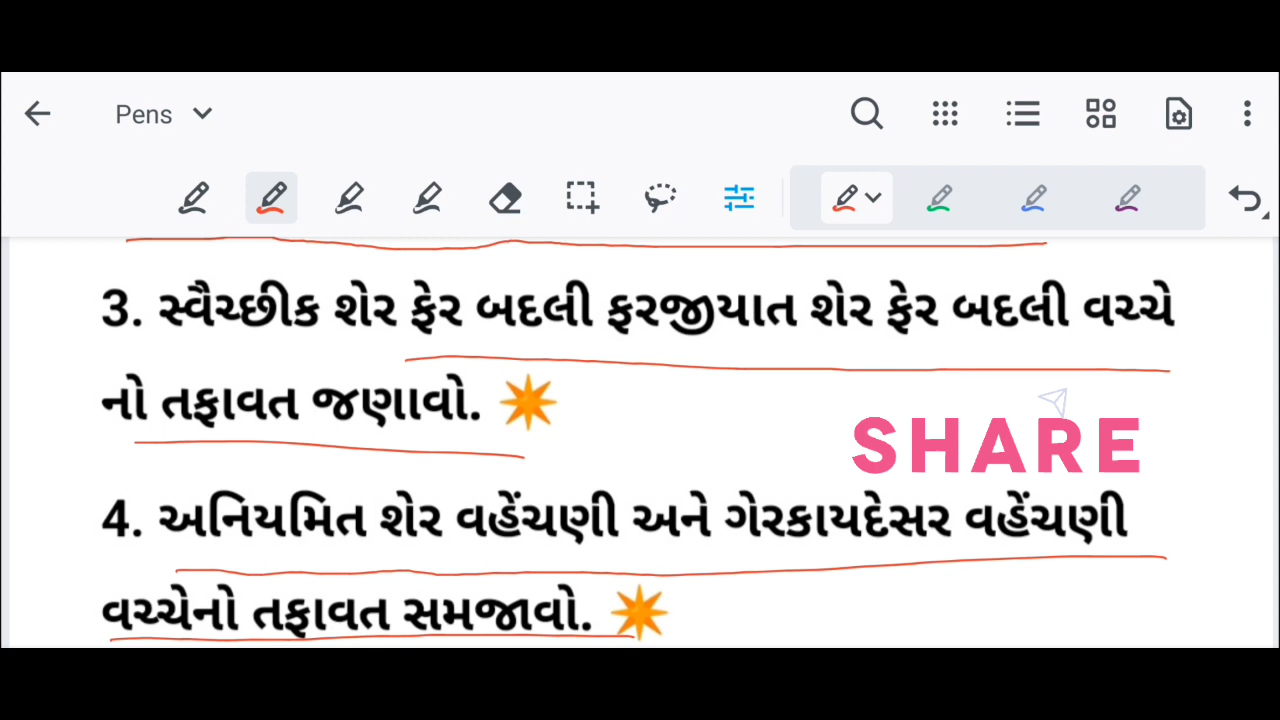 Pens
3. સ્વૈચ્છીક શેર ફેર બદલી ફરજીયાત શેર ફેર બદલી વચ્ચે
નો તફાવત જણાવો.
SHARE
4. અનિયમિત શેર વહેંચણી અને ગેરકાયદેસર વહેંચણી
વચ્ચેનો તફાવત સમજાવો.